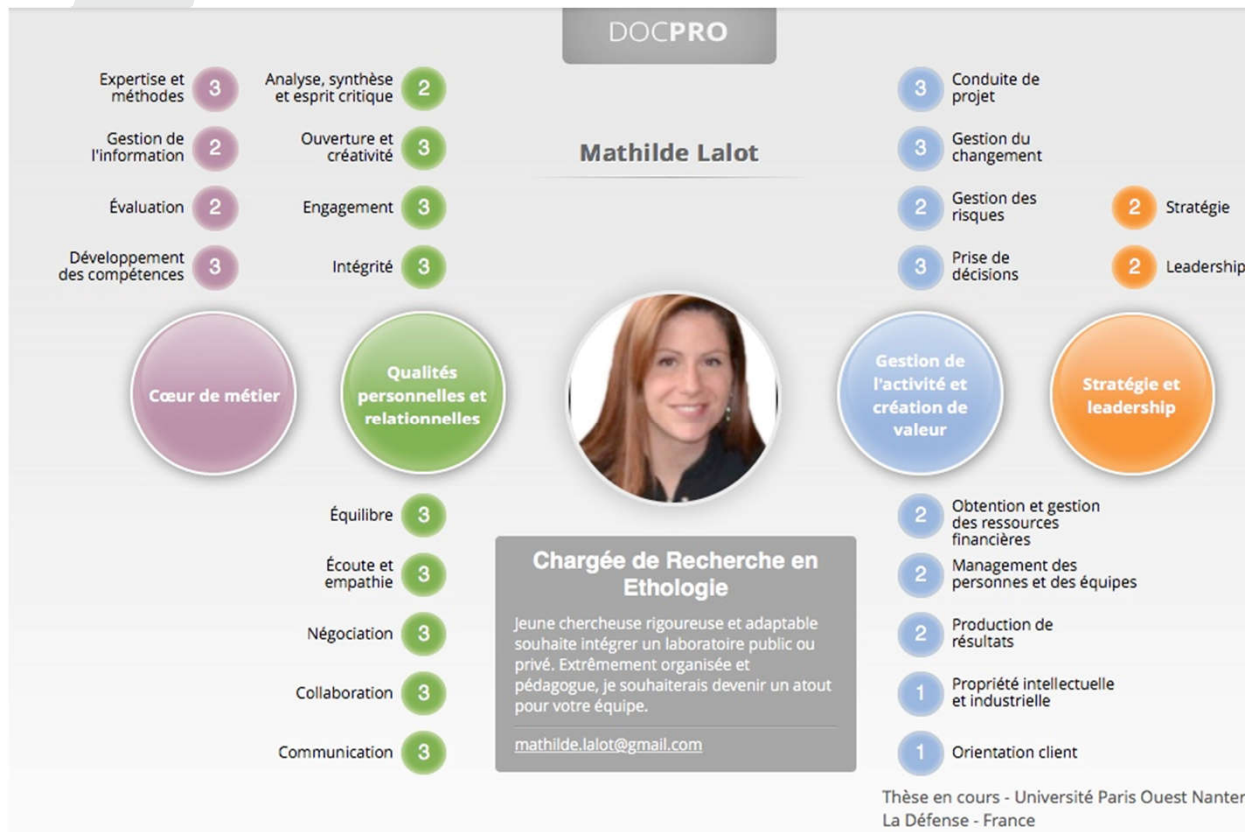 DOCPRO
Mathilde Lalot
Expertise et
méthodes
3
Gestion de
l'information
2
Évaluation
2
Développement
des compétences
3
Cœur de métier
Analyse, synthèse
et esprit critique
2
Ouverture et
créativité
3
Engagement
3
Intégrité
3
Qualités
personnelles et
relationnelles
Équilibre
3
Écoute et
empathie
3
Négociation
3
Collaboration
3
Communication
3
Chargée de Recherche en
Ethologie
Jeune chercheuse rigoureuse et adaptable
souhaite intégrer un laboratoire public ou
privé. Extrêmement organisée et
pédagogue, je souhaiterais devenir un atout
pour votre équipe.
mathilde.lalot@gmail.com
3
Conduite de
projet
3
Gestion du
changement
2
Gestion des
risques
3
Prise de
décisions
Gestion de
l'activité et
création de
valeur
2
Obtention et gestion
des ressources
financières
2
Management des
personnes et des équipes
2
Production de
résultats
1
Propriété intellectuelle
et industrielle
1
Orientation client
2
Stratégie
2
Leadership
Stratégie et
leadership
Thèse en cours - Université Paris Ouest Nanter
La Défense - France